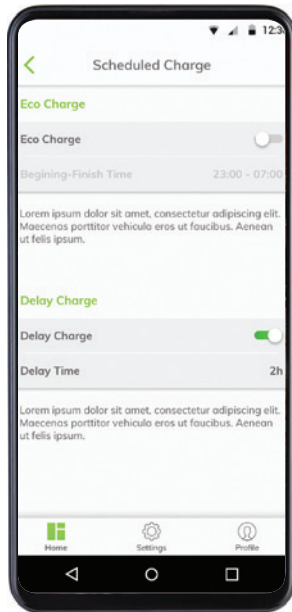 12:30
Scheduled Charge
Eco Charge
Eco Charge
Begining-Finish Time 23:00 - 07:00
Lorem ipsum dolor sit amet, consectetur adipiscing elit.
Maecenas porttitor vehicula eros ut faucibus. Aenean
ut felis ipsum.
Delay Charge
Delay Charge
Delay Time 2h
Lorem ipsum dolor sit amet, consectetur adipiscing elit.
Maecenas porttitor vehicula eros ut faucibus. Aenean
ut felis ipsum.
Home Settings Profile